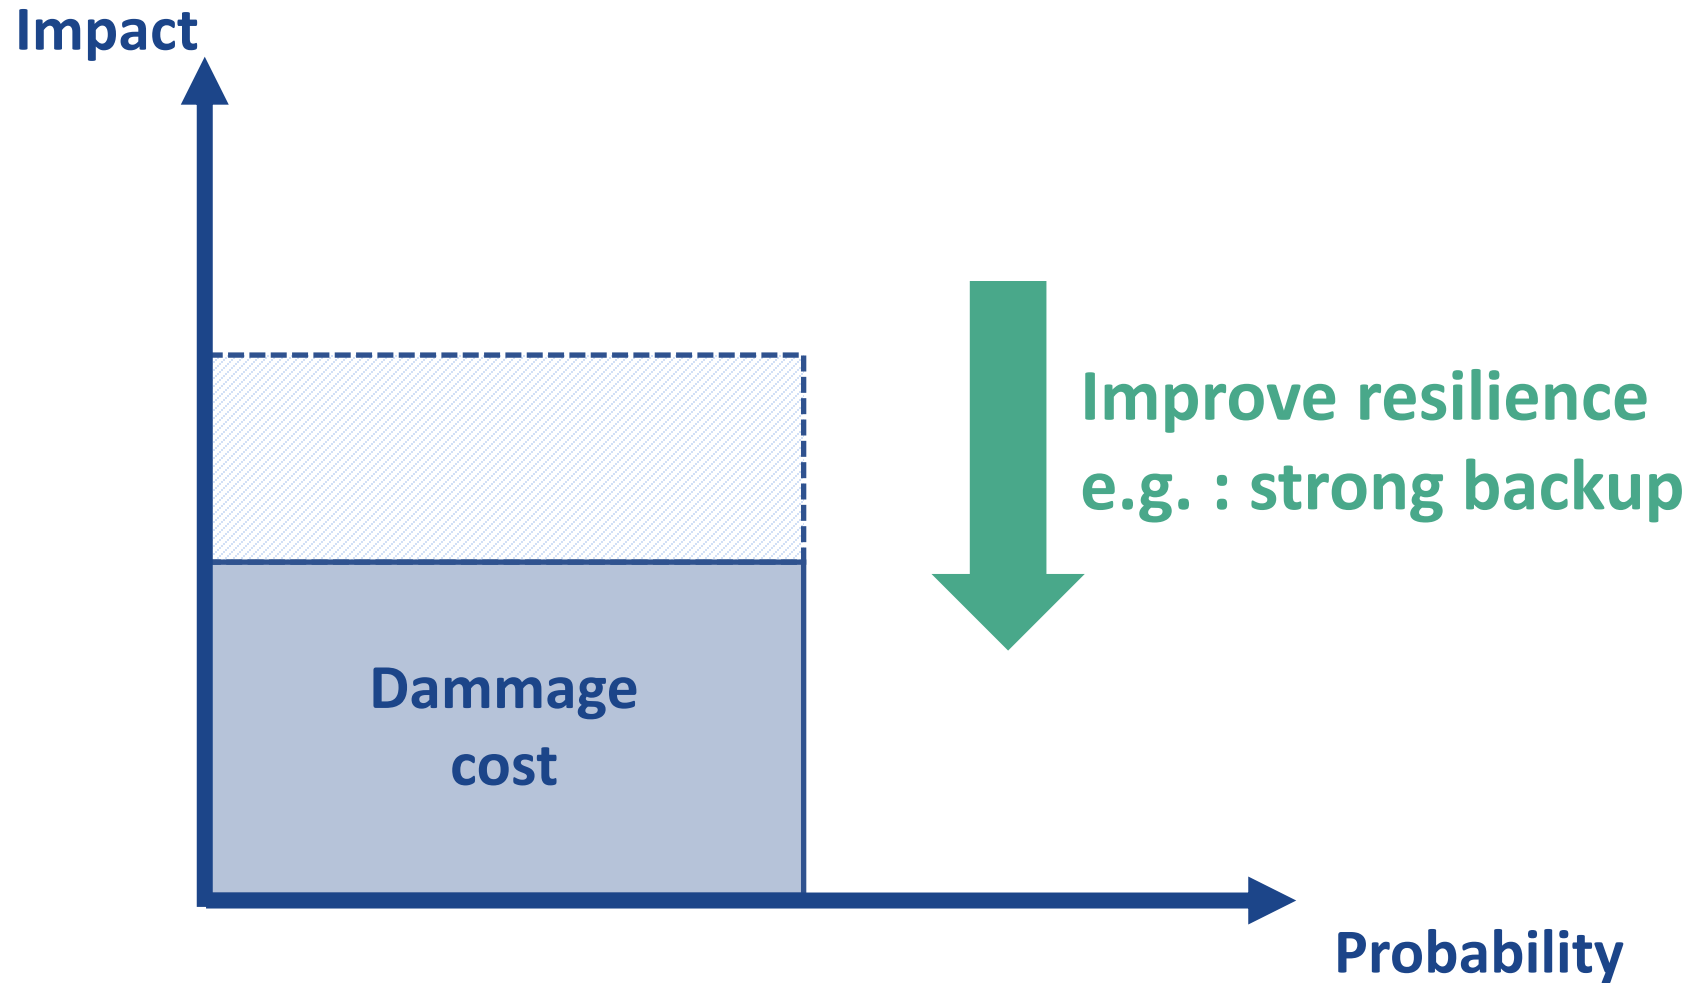 Impact
Improve resilience
e.g. : strong backup
Dammage
cost
Probability